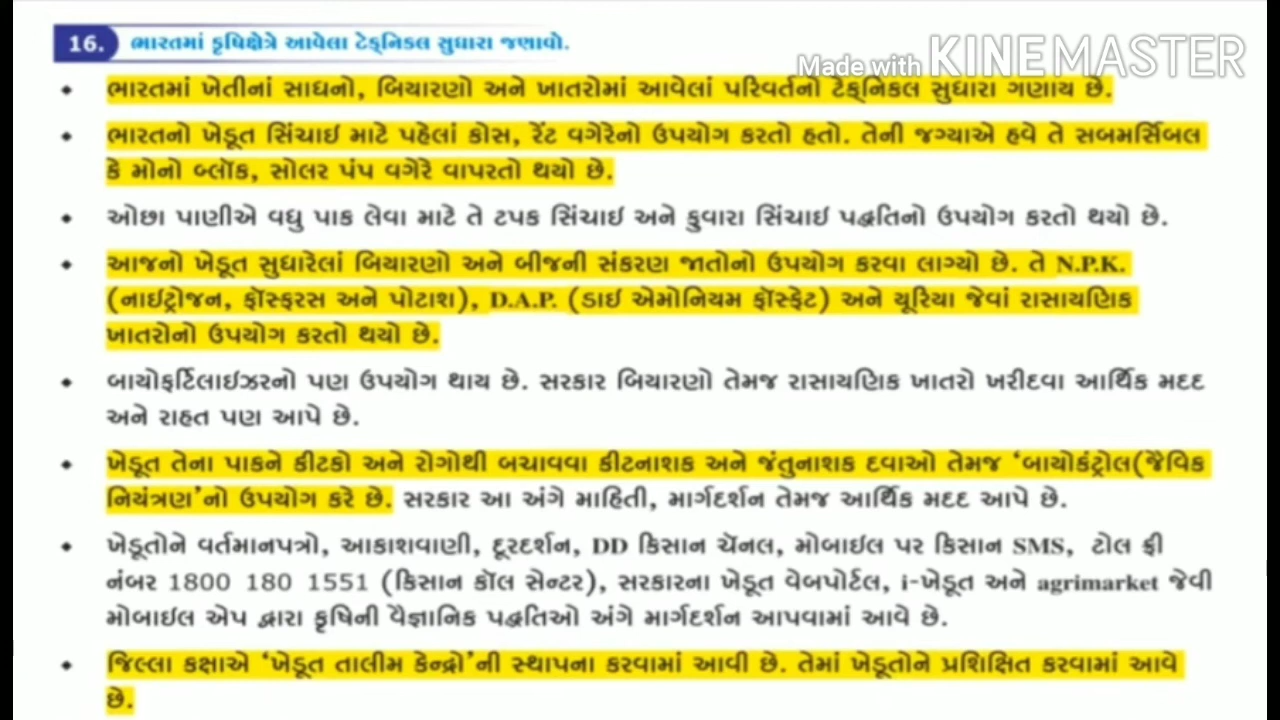 16. ભારતમાં કૃષિક્ષેત્રે આવેલા ટેક્નિકલ સુધારા જણાવો.
Made with KINEMASTER
• ભારતમાં ખેતીનાં સાધનો, બિયારણો અને ખાતરોમાં આવેલાં પરિવર્તનો ટેક્નિકલ સુધારા ગણાય છે.
• ભારતનો ખેડૂત સિંચાઈ માટે પહેલાં કોસ, રેંટ વગેરેનો ઉપયોગ કરતો હતો. તેની જગ્યાએ હવે તે સબમર્સિબલ
કે મોનો બ્લૉક, સોલર પંપ વગેરે વાપરતો થયો છે.
• ઓછા પાણીએ વધુ પાક લેવા માટે તે ટપક સિંચાઈ અને ફુવારા સિંચાઈ પદ્ધતિનો ઉપયોગ કરતો થયો છે.
• આજનો ખેડૂત સુધારેલાં બિયારણો અને બીજની સંકરણ જાતોનો ઉપયોગ કરવા લાગ્યો છે. તે N.P.K.
(નાઈટ્રોજન, ફૉસ્ફરસ અને પોટાશ), D.A.P. (ડાઈ એમોનિયમ ફૉસ્ફેટ) અને યૂરિયા જેવાં રાસાયણિક
ખાતરોનો ઉપયોગ કરતો થયો છે.
• બાયોફર્ટિલાઈઝરનો પણ ઉપયોગ થાય છે. સરકાર બિયારણો તેમજ રાસાયણિક ખાતરો ખરીદવા આર્થિક મદદ
અને રાહત પણ આપે છે.
• ખેડૂત તેના પાકને કીટકો અને રોગોથી બચાવવા કીટનાશક અને જંતુનાશક દવાઓ તેમજ ‘બાયોકંટ્રોલ(જૈવિક
નિયંત્રણ’નો ઉપયોગ કરે છે. સરકાર આ અંગે માહિતી, માર્ગદર્શન તેમજ આર્થિક મદદ આપે છે.
• ખેડૂતોને વર્તમાનપત્રો, આકાશવાણી, દૂરદર્શન, DD કિસાન ચૅનલ, મોબાઈલ પર કિસાન SMS, ટોલ ફ્રી
નંબર 1800 180 1551 (કિસાન કૉલ સેન્ટર), સરકારના ખેડૂત વેબપોર્ટલ, i-ખેડૂત અને agrimarket જેવી
મોબાઈલ એપ દ્વારા કૃષિની વૈજ્ઞાનિક પદ્ધતિઓ અંગે માર્ગદર્શન આપવામાં આવે છે.
• જિલ્લા કક્ષાએ ‘ખેડૂત તાલીમ કેન્દ્રો’ની સ્થાપના કરવામાં આવી છે. તેમાં ખેડૂતોને પ્રશિક્ષિત કરવામાં આવે
છે.